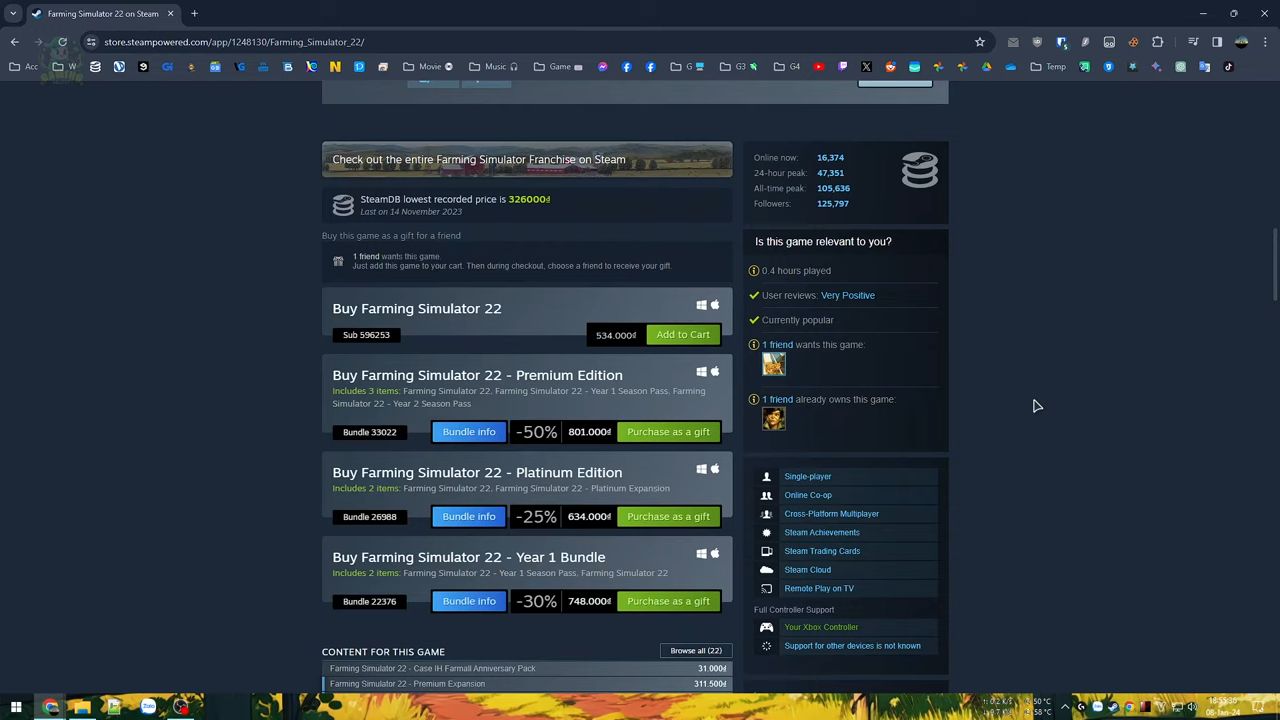 Farming Simulator 22 on Steam
store.steampowered.com/app/1248130/Farming_Simulator_22/
Movie
Music
Game
G
G3
G4
Temp
Check out the entire Farming Simulator Franchise on Steam
SteamDB lowest recorded price is 326000₫
Last on 14 November 2023
Buy this game as a gift for a friend
1 friend wants this game.
Just add this game to your cart. Then during checkout, choose a friend to receive your gift.
Buy Farming Simulator 22
Sub 596253
534.000₫
Add to Cart
Buy Farming Simulator 22 - Premium Edition
Includes 3 items: Farming Simulator 22, Farming Simulator 22 - Year 1 Season Pass, Farming
Simulator 22 - Year 2 Season Pass
Bundle 33022
Bundle info
-50%
801.000₫
Purchase as a gift
Buy Farming Simulator 22 - Platinum Edition
Includes 2 items: Farming Simulator 22, Farming Simulator 22 - Platinum Expansion
Bundle 26988
Bundle info
-25%
634.000₫
Purchase as a gift
Buy Farming Simulator 22 - Year 1 Bundle
Includes 2 items: Farming Simulator 22 - Year 1 Season Pass, Farming Simulator 22
Bundle 22376
Bundle info
-30%
748.000₫
Purchase as a gift
CONTENT FOR THIS GAME
Browse all (22)
Farming Simulator 22 - Case IH Farmall Anniversary Pack
31.000₫
Farming Simulator 22 - Premium Expansion
311.500₫
Online now: 16,374
24-hour peak: 47,351
All-time peak: 105,636
Followers: 125,797
Is this game relevant to you?
0.4 hours played
User reviews: Very Positive
Currently popular
1 friend wants this game:
1 friend already owns this game:
Single-player
Online Co-op
Cross-Platform Multiplayer
Steam Achievements
Steam Trading Cards
Steam Cloud
Remote Play on TV
Full Controller Support
Your Xbox Controller
Support for other devices is not known
Zalo